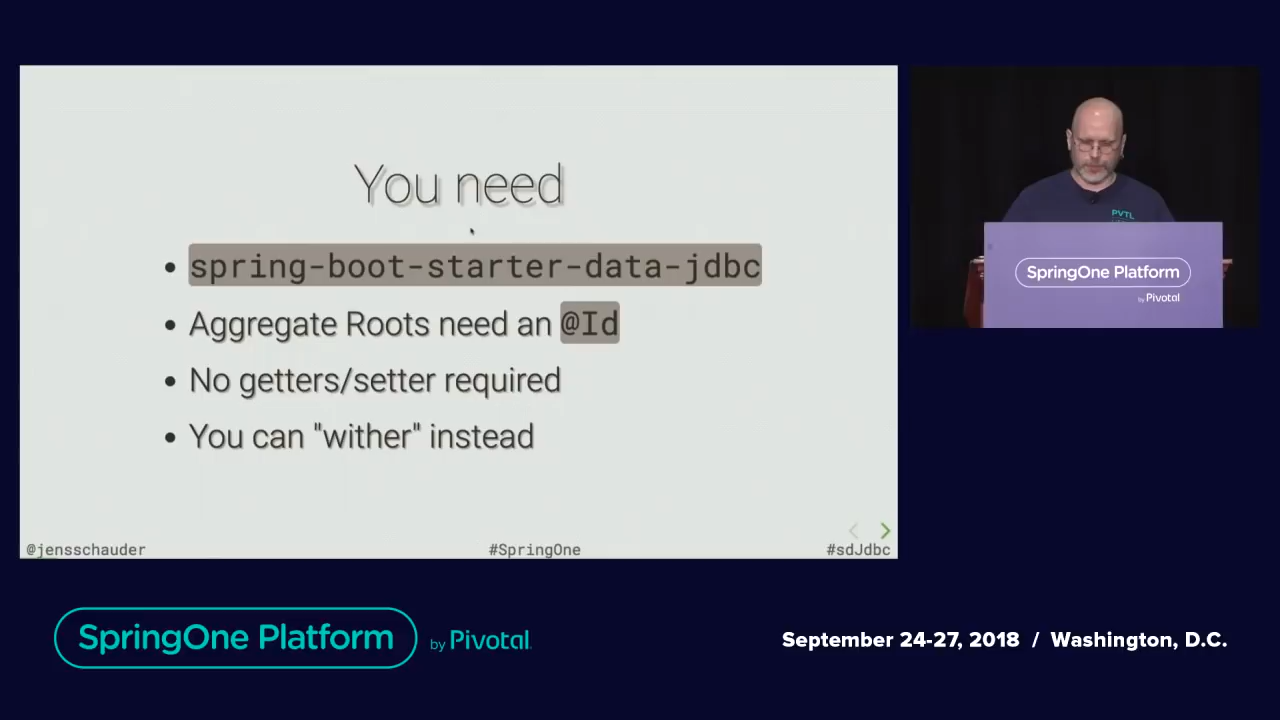 You need
spring-boot-starter-data-jdbc
Aggregate Roots need an @Id
No getters/setter required
You can "wither" instead
@jensschauder
#SpringOne
#sdJdbc
PVTL
SpringOne Platform
by Pivotal
SpringOne Platform by Pivotal.
September 24-27, 2018 / Washington, D.C.